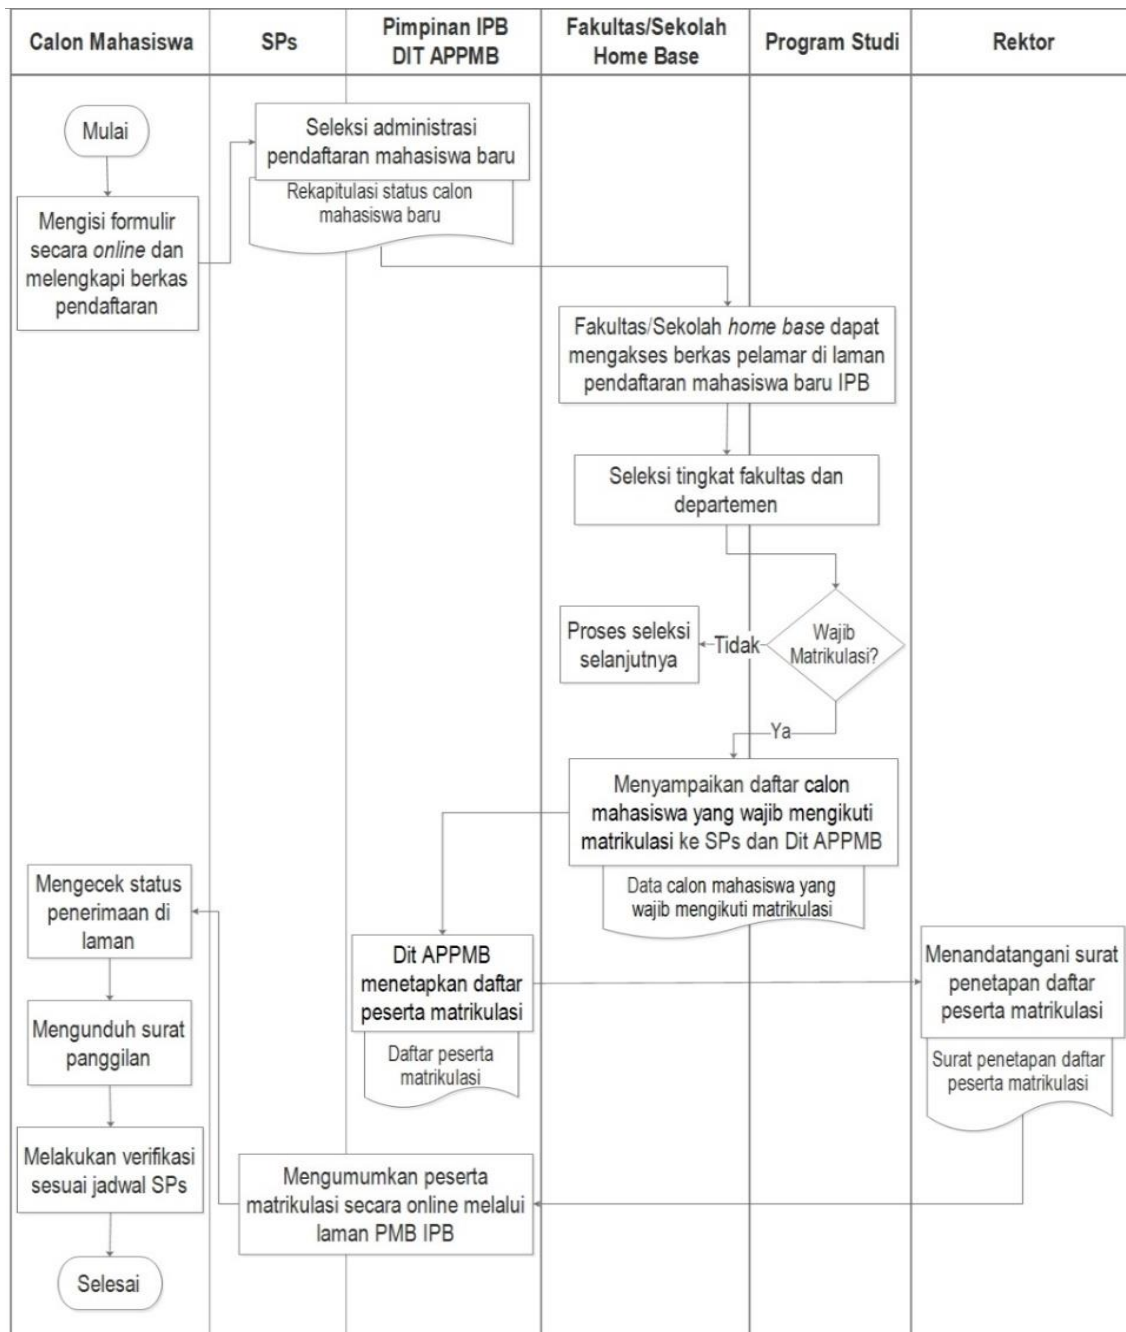 Calon Mahasiswa
SPs
Pimpinan IPB
DIT APPMB
Fakultas/Sekolah
Home Base
Program Studi
Rektor
Mulai
Mengisi formulir
secara online dan
melengkapi berkas
pendaftaran
Seleksi administrasi
pendaftaran mahasiswa baru
Rekapitulasi status calon
mahasiswa baru
Fakultas/Sekolah home base dapat
mengakses berkas pelamar di laman
pendaftaran mahasiswa baru IPB
Seleksi tingkat fakultas dan
departemen
Wajib
Matrikulasi?
Tidak
Proses seleksi
selanjutnya
Ya
Menyampaikan daftar calon
mahasiswa yang wajib mengikuti
matrikulasi ke SPs dan Dit APPMB
Data calon mahasiswa yang
wajib mengikuti matrikulasi
Dit APPMB
menetapkan daftar
peserta matrikulasi
Daftar peserta
matrikulasi
Menandatangani surat
penetapan daftar
peserta matrikulasi
Surat penetapan daftar
peserta matrikulasi
Mengumumkan peserta
matrikulasi secara online melalui
laman PMB IPB
Mengecek status
penerimaan di
laman
Mengunduh surat
panggilan
Melakukan verifikasi
sesuai jadwal SPs
Selesai